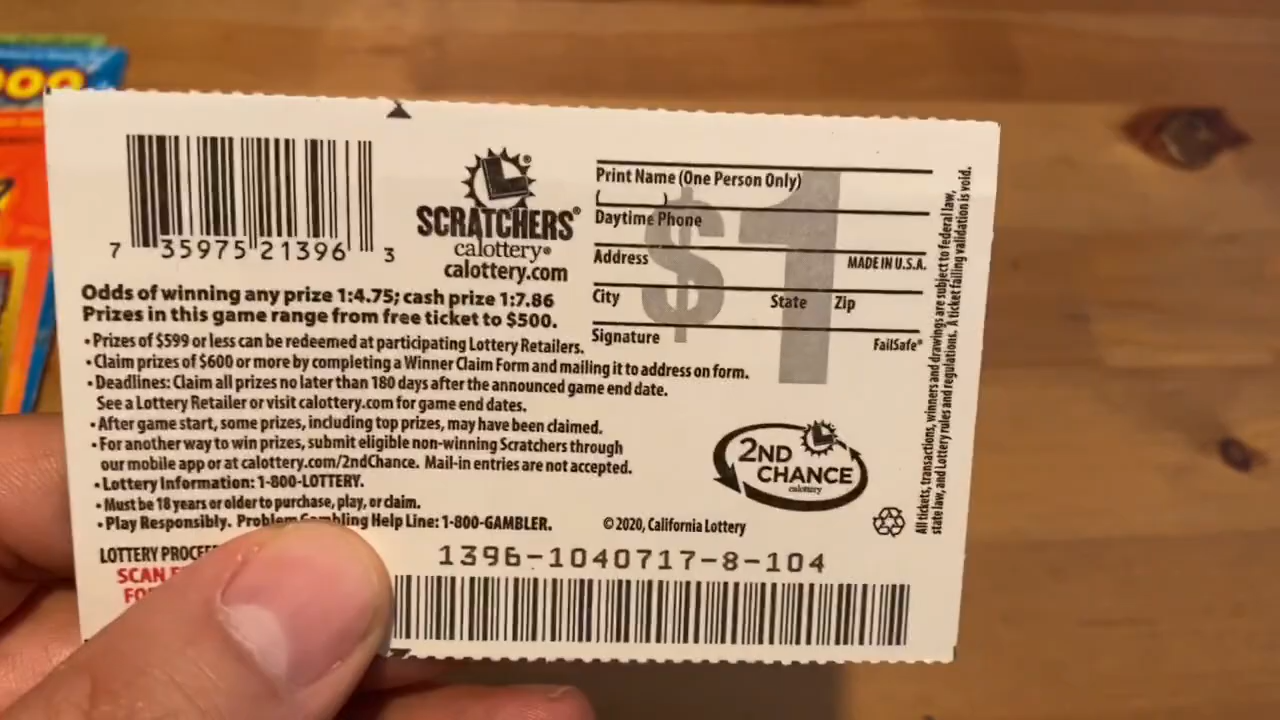 000
7 35975 21396 3
SCRATCHERS®
calottery®
calottery.com
Odds of winning any prize 1:4.75; cash prize 1:7.86
Prizes in this game range from free ticket to $500.
• Prizes of $599 or less can be redeemed at participating Lottery Retailers.
• Claim prizes of $600 or more by completing a Winner Claim Form and mailing it to address on form.
• Deadlines: Claim all prizes no later than 180 days after the announced game end date.
See a Lottery Retailer or visit calottery.com for game end dates.
• After game start, some prizes, including top prizes, may have been claimed.
• For another way to win prizes, submit eligible non-winning Scratchers through
our mobile app or at calottery.com/2ndChance. Mail-in entries are not accepted.
• Lottery Information: 1-800-LOTTERY.
• Must be 18 years or older to purchase, play, or claim.
• Play Responsibly. Problem Gambling Help Line: 1-800-GAMBLER.
© 2020, California Lottery
LOTTERY
SCAN
$1
Print Name (One Person Only)
( )
Daytime Phone
Address
MADE IN U.S.A.
City State Zip
Signature
FailSafe®
2ND
CHANCE
calottery
All tickets, transactions, winners and drawings are subject to federal law,
state law, and Lottery rules and regulations. A ticket failing validation is void.
1396-1040717-8-104